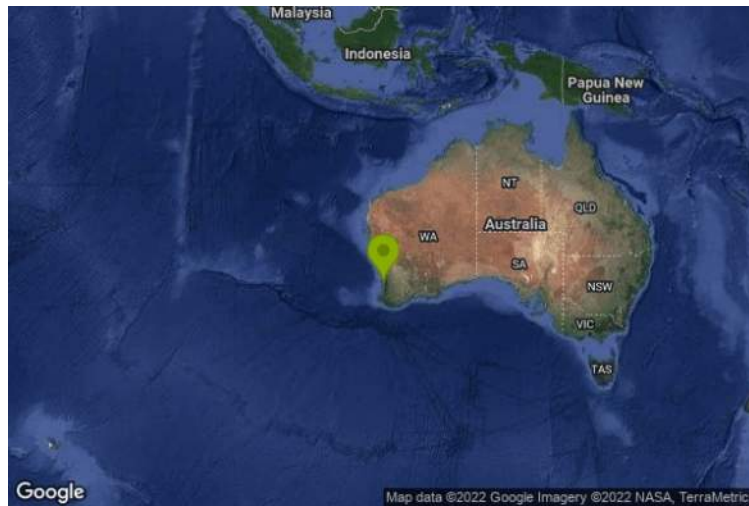 Malaysia
Indonesia
Papua New
Guinea
NT
QLD
Australia
WA
SA
NSW
VIC
TAS
Google
Map data ©2022 Google Imagery ©2022 NASA, TerraMetric